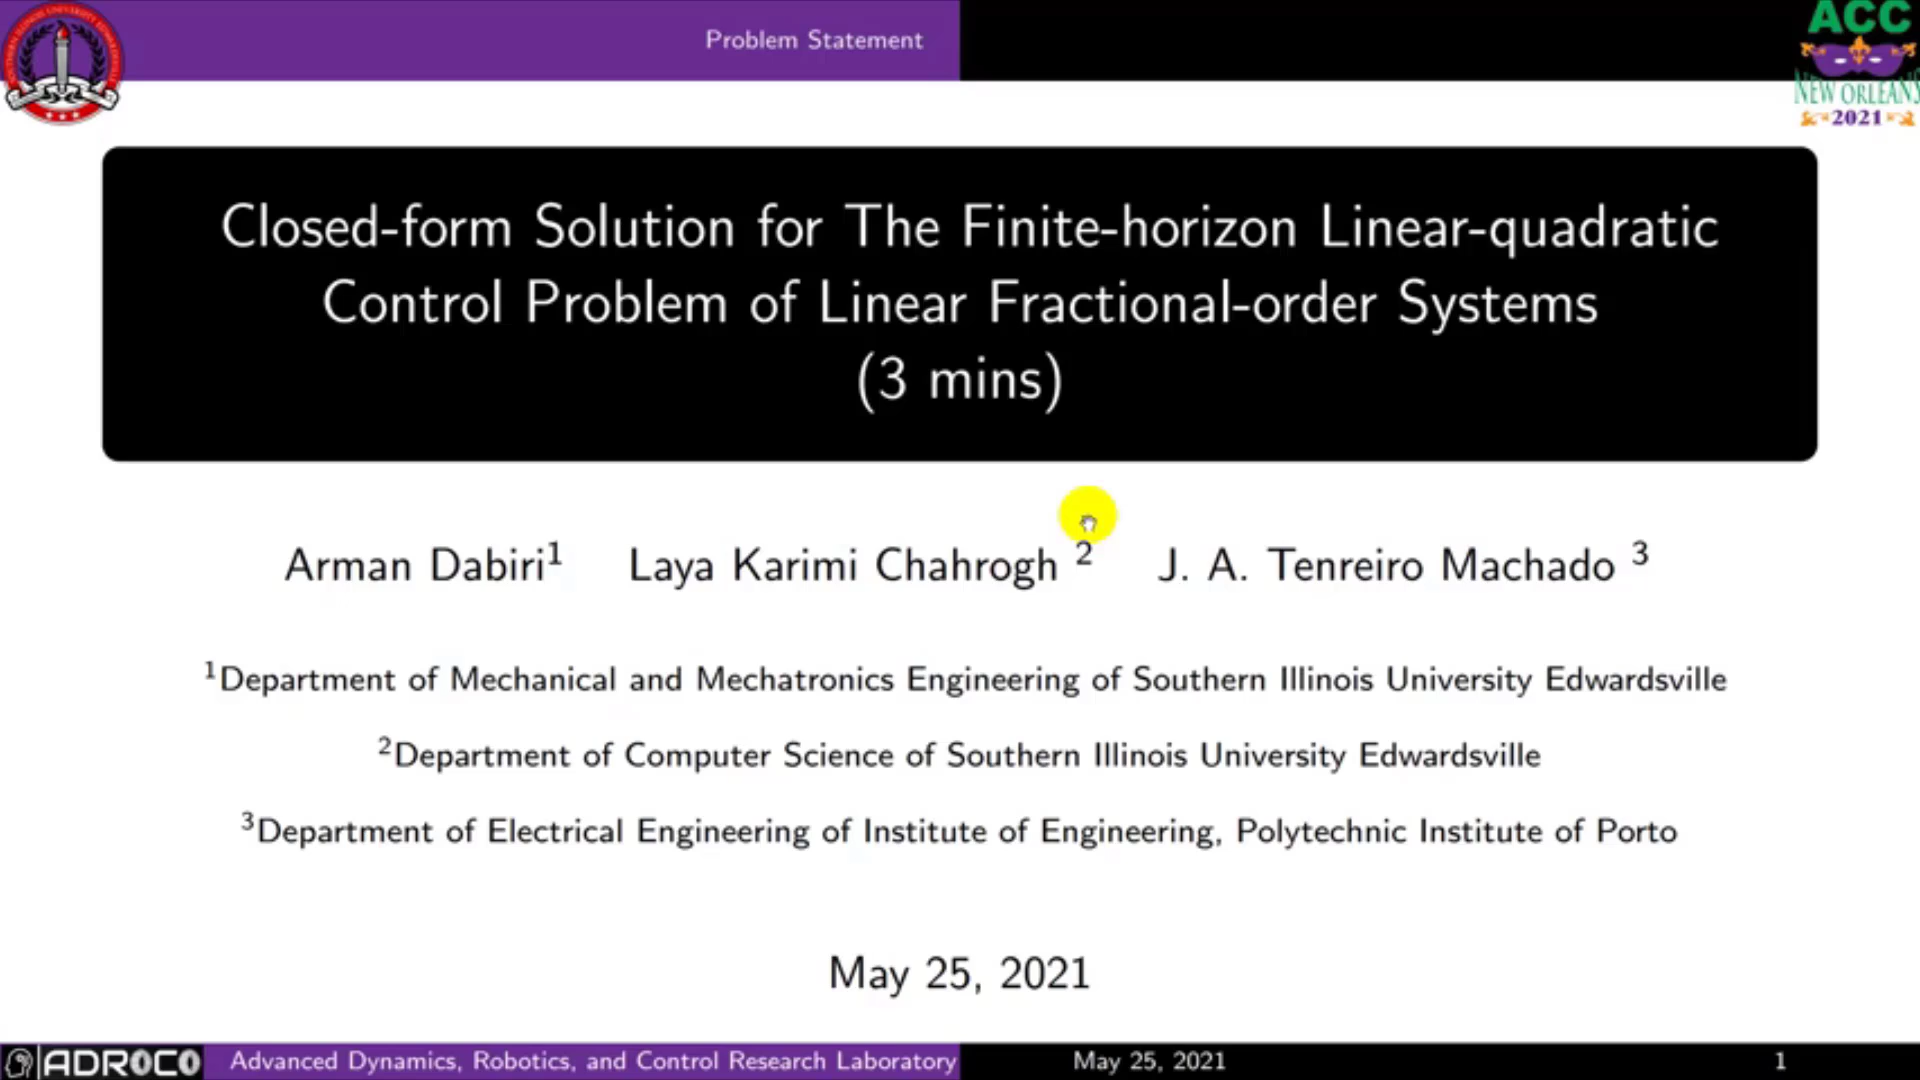 Problem Statement
ACC
NEW ORLEANS
2021
Closed-form Solution for The Finite-horizon Linear-quadratic
Control Problem of Linear Fractional-order Systems
(3 mins)
Arman Dabiri¹ Laya Karimi Chahrogh ² J. A. Tenreiro Machado ³
¹Department of Mechanical and Mechatronics Engineering of Southern Illinois University Edwardsville
²Department of Computer Science of Southern Illinois University Edwardsville
³Department of Electrical Engineering of Institute of Engineering, Polytechnic Institute of Porto
May 25, 2021
ADROCO Advanced Dynamics, Robotics, and Control Research Laboratory May 25, 2021 1